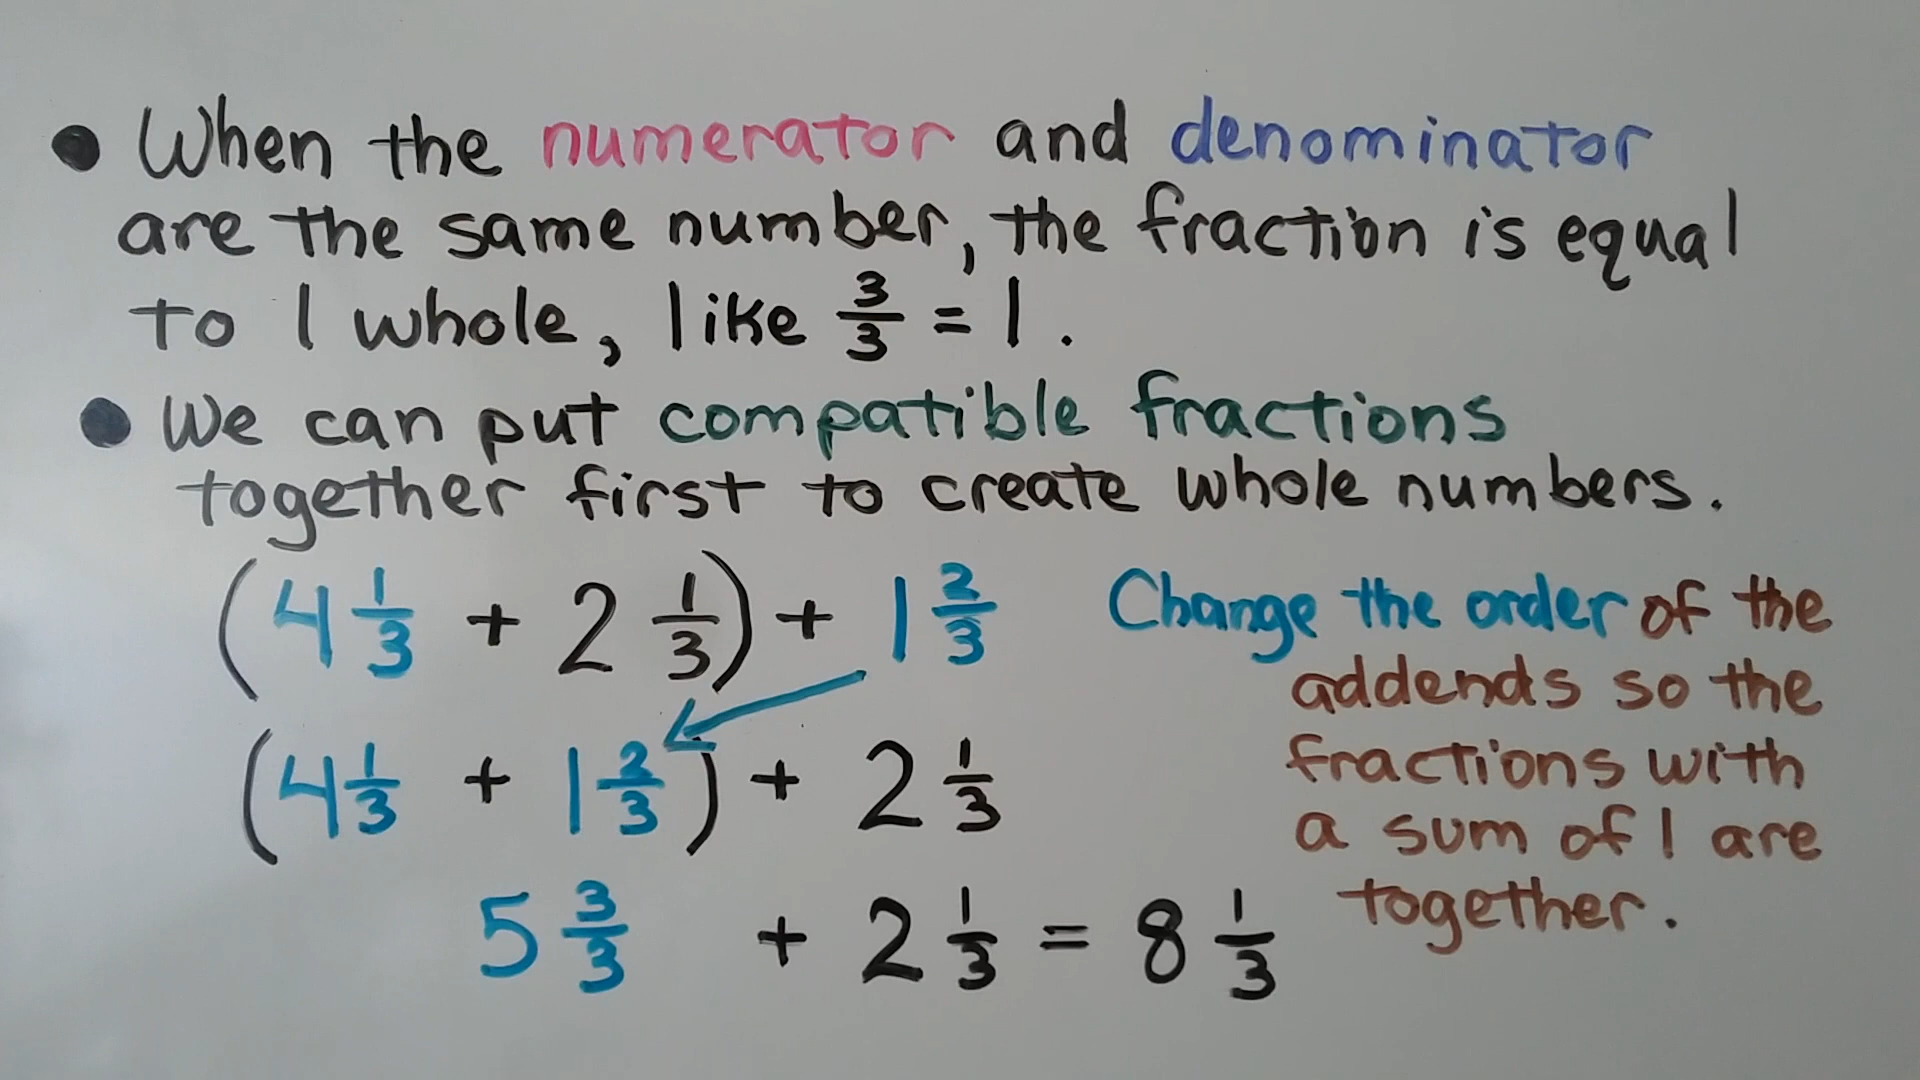 • When the numerator and denominator
are the same number, the fraction is equal
to 1 whole, like 3/3 = 1.
• We can put compatible fractions
together first to create whole numbers.
(4 1/3 + 2 1/3) + 1 2/3
(4 1/3 + 1 2/3) + 2 1/3
5 3/3 + 2 1/3 = 8 1/3
Change the order of the
addends so the
fractions with
a sum of 1 are
together.